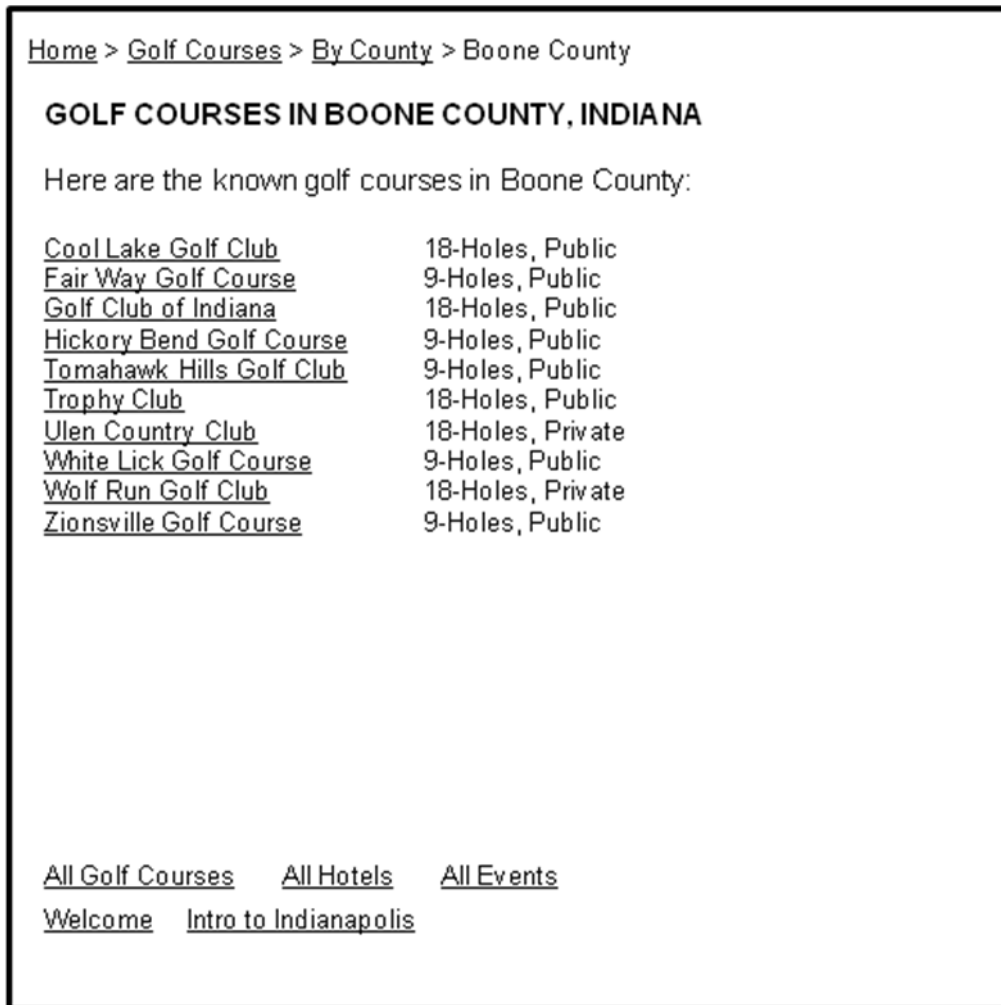 Home > Golf Courses > By County > Boone County
GOLF COURSES IN BOONE COUNTY, INDIANA
Here are the known golf courses in Boone County:
Cool Lake Golf Club 18-Holes, Public
Fair Way Golf Course 9-Holes, Public
Golf Club of Indiana 18-Holes, Public
Hickory Bend Golf Course 9-Holes, Public
Tomahawk Hills Golf Club 9-Holes, Public
Trophy Club 18-Holes, Public
Ulen Country Club 18-Holes, Private
White Lick Golf Course 9-Holes, Public
Wolf Run Golf Club 18-Holes, Private
Zionsville Golf Course 9-Holes, Public
All Golf Courses All Hotels All Events
Welcome Intro to Indianapolis